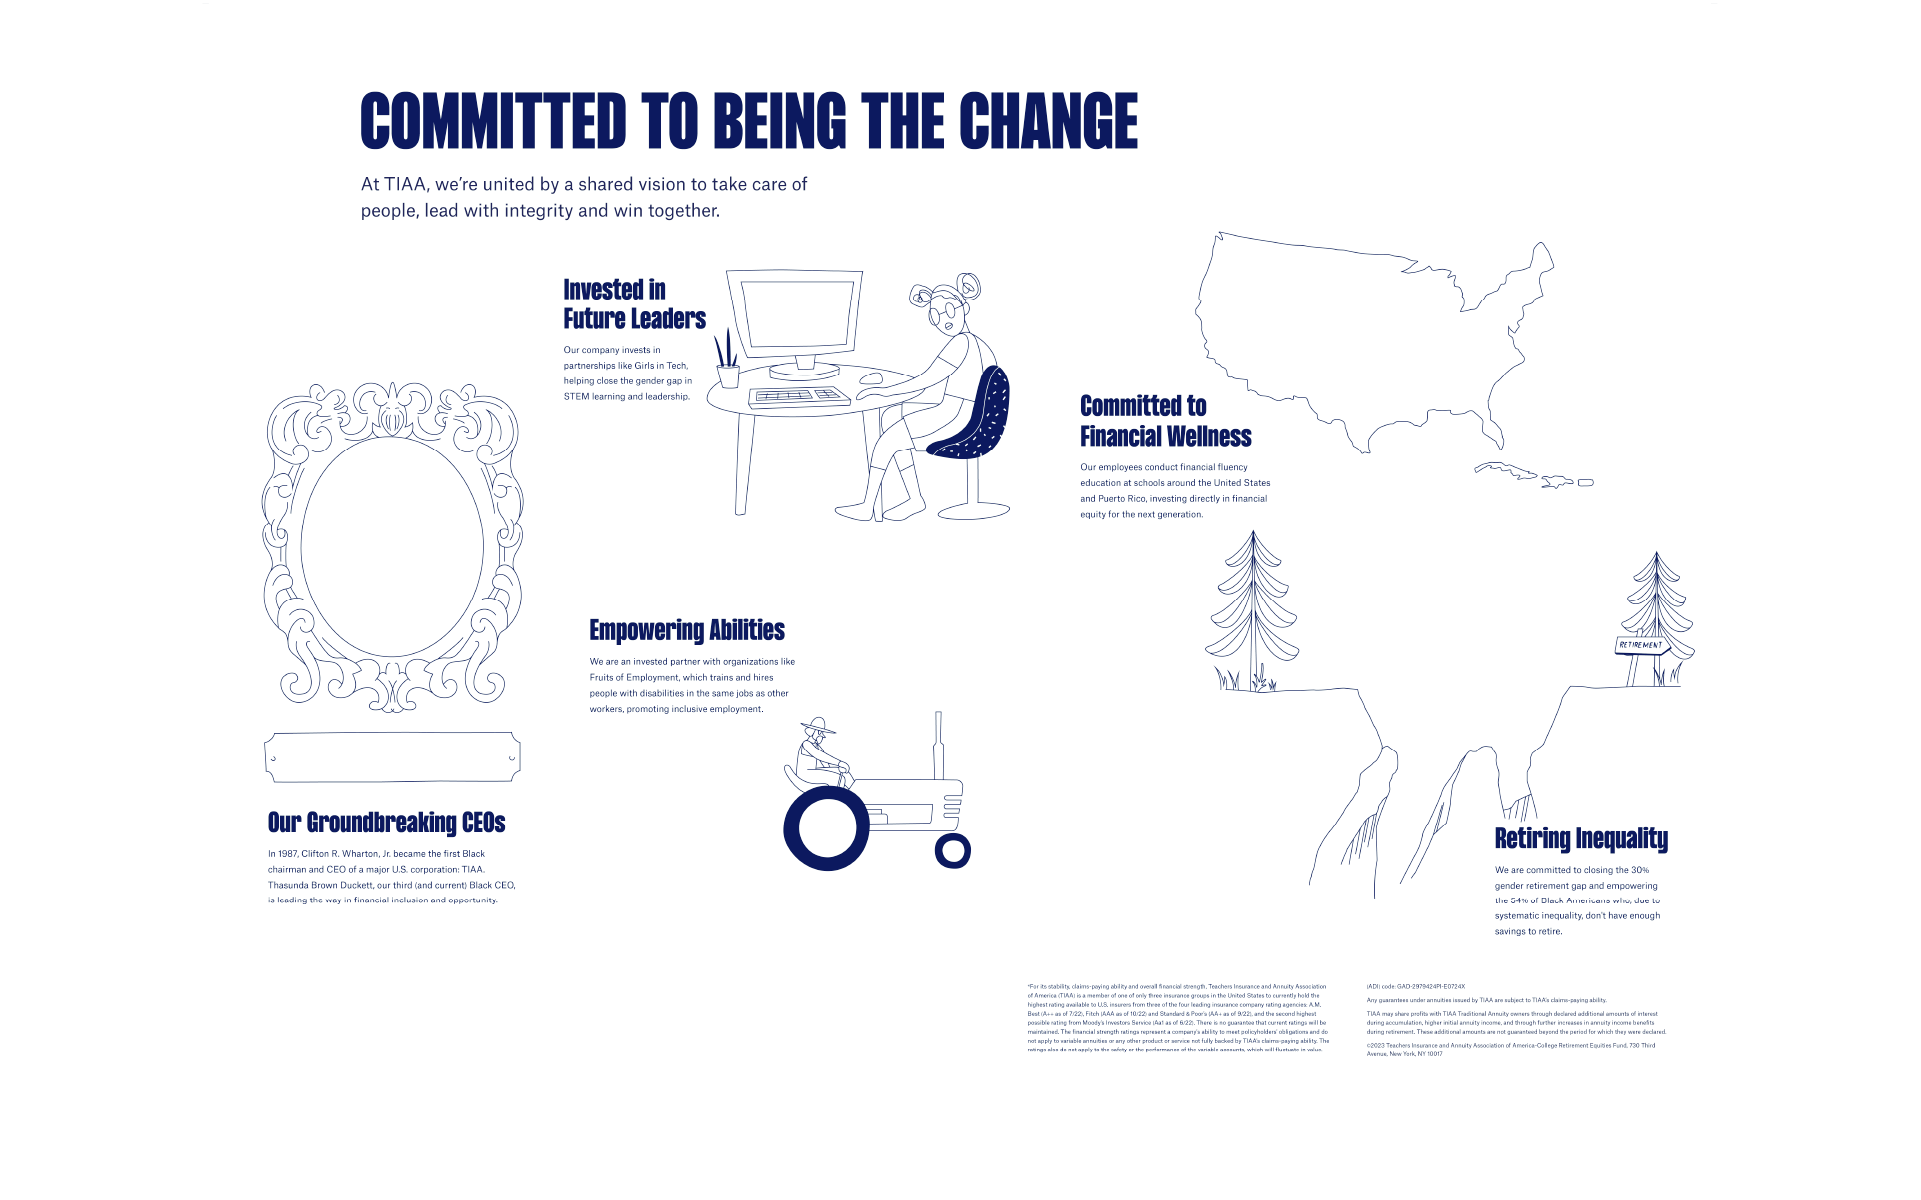 COMMITTED TO BEING THE CHANGE
At TIAA, we’re united by a shared vision to take care of
people, lead with integrity and win together.
Invested in
Future Leaders
Our company invests in
partnerships like Girls in Tech,
helping close the gender gap in
STEM learning and leadership.
Committed to
Financial Wellness
Our employees conduct financial fluency
education at schools around the United States
and Puerto Rico, investing directly in financial
equity for the next generation.
Empowering Abilities
We are an invested partner with organizations like
Fruits of Employment, which trains and hires
people with disabilities in the same jobs as other
workers, promoting inclusive employment.
RETIREMENT
Our Groundbreaking CEOs
In 1987, Clifton R. Wharton, Jr. became the first Black
chairman and CEO of a major U.S. corporation: TIAA.
Thasunda Brown Duckett, our third (and current) Black CEO,
is leading the way in financial inclusion and opportunity.
Retiring Inequality
We are committed to closing the 30%
gender retirement gap and empowering
the 54% of Black Americans who, due to
systematic inequality, don’t have enough
savings to retire.
*For its stability, claims-paying ability and overall financial strength, Teachers Insurance and Annuity Association
of America (TIAA) is a member of one of only three insurance groups in the United States to currently hold the
highest rating available to U.S. insurers from three of the four leading insurance company rating agencies: A.M.
Best (A++ as of 7/22), Fitch (AAA as of 10/22) and Standard & Poor’s (AA+ as of 9/22), and the second highest
possible rating from Moody’s Investors Service (Aa1 as of 6/22). There is no guarantee that current ratings will be
maintained. The financial strength ratings represent a company’s ability to meet policyholders’ obligations and do
not apply to variable annuities or any other product or service not fully backed by TIAA’s claims-paying ability. The
ratings also do not apply to the safety or the performance of the variable accounts, which will fluctuate in value.
(ADI) code: GAO-2979424PI-E0724X
Any guarantees under annuities issued by TIAA are subject to TIAA’s claims-paying ability.
TIAA may share profits with TIAA Traditional Annuity owners through declared additional amounts of interest
during accumulation, higher initial annuity income, and through further increases in annuity income benefits
during retirement. These additional amounts are not guaranteed beyond the period for which they were declared.
©2023 Teachers Insurance and Annuity Association of America-College Retirement Equities Fund, 730 Third
Avenue, New York, NY 10017